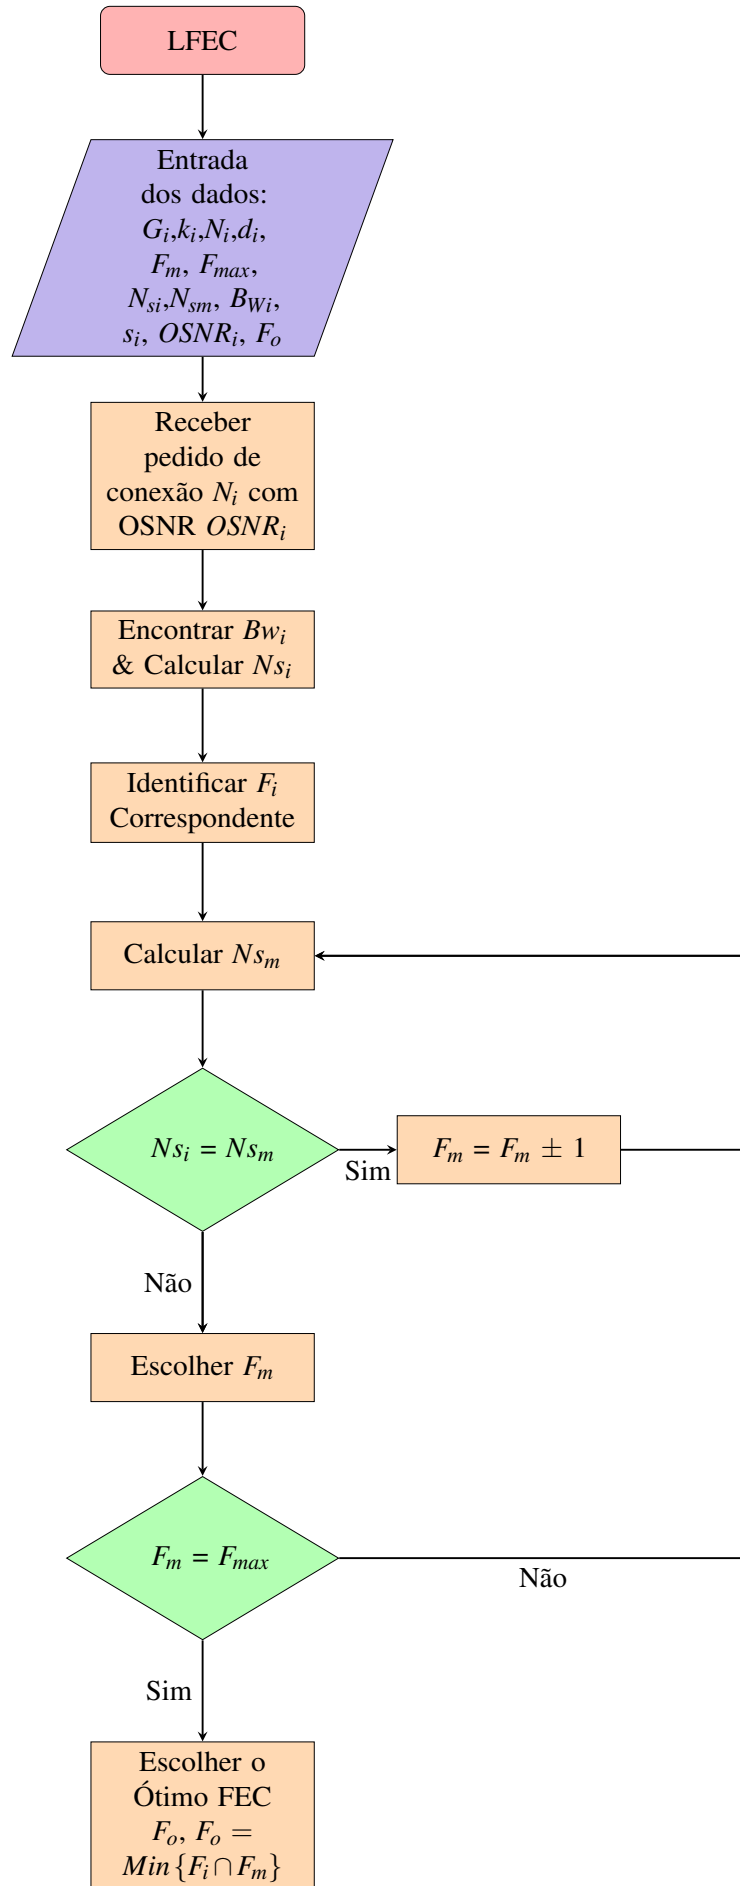 LFEC
Entrada
dos dados:
G_i,k_i,N_i,d_i,
F_m, F_max,
N_si,N_sm, B_Wi,
s_i, OSNR_i, F_o
Receber
pedido de
conexão N_i com
OSNR OSNR_i
Encontrar Bw_i
& Calcular Ns_i
Identificar F_i
Correspondente
Calcular Ns_m
Ns_i = Ns_m
Sim
F_m = F_m ± 1
Não
Escolher F_m
F_m = F_max
Não
Sim
Escolher o
Ótimo FEC
F_o, F_o =
Min{F_i∩F_m}